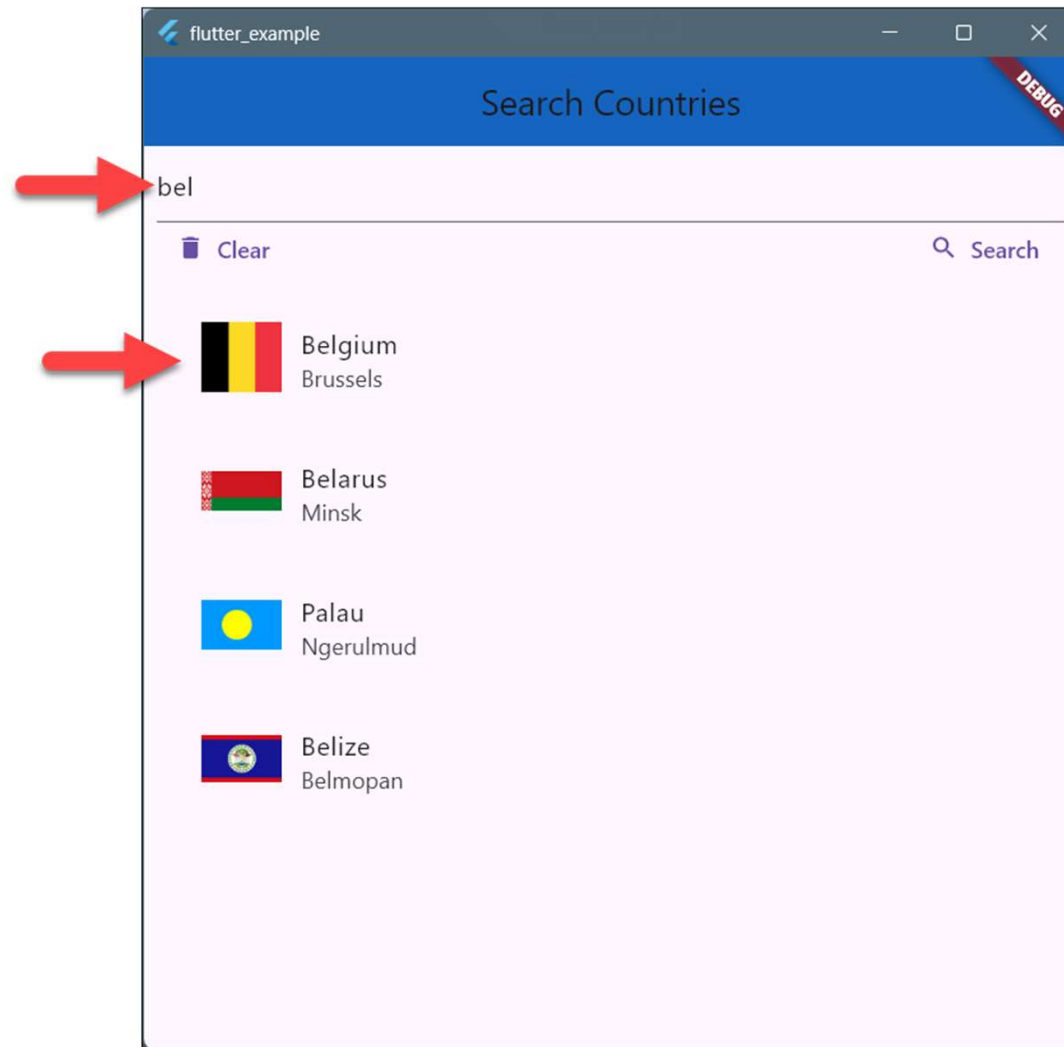 flutter_example
DEBUG
Search Countries
bel
Clear Search
Belgium
Brussels
Belarus
Minsk
Palau
Ngerulmud
Belize
Belmopan